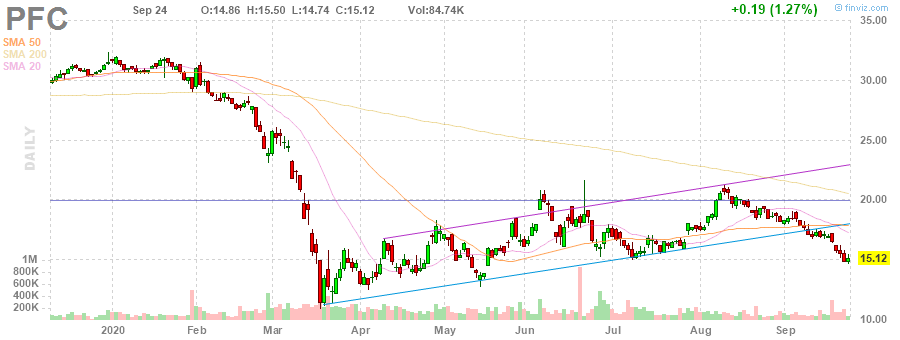 PFC Sep 24 O:14.86 H:15.50 L:14.74 C:15.12 Vol:84.74K +0.19 (1.27%) © finviz.com
SMA 50
SMA 200
SMA 20
DAILY
35.00
30.00
25.00
20.00
15.12
10.00
1M
800K
600K
400K
200K
2020 Feb Mar Apr May Jun Jul Aug Sep